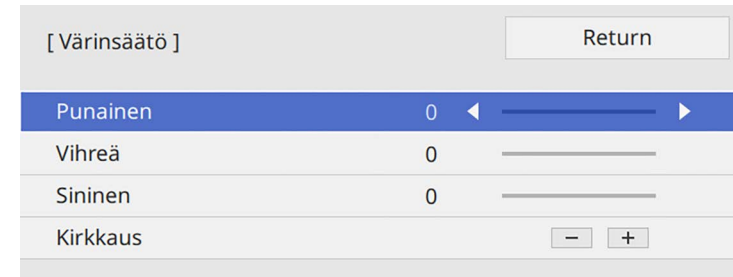 [ Värinsäätö ]
Return
Punainen 0
Vihreä 0
Sininen 0
Kirkkaus − +